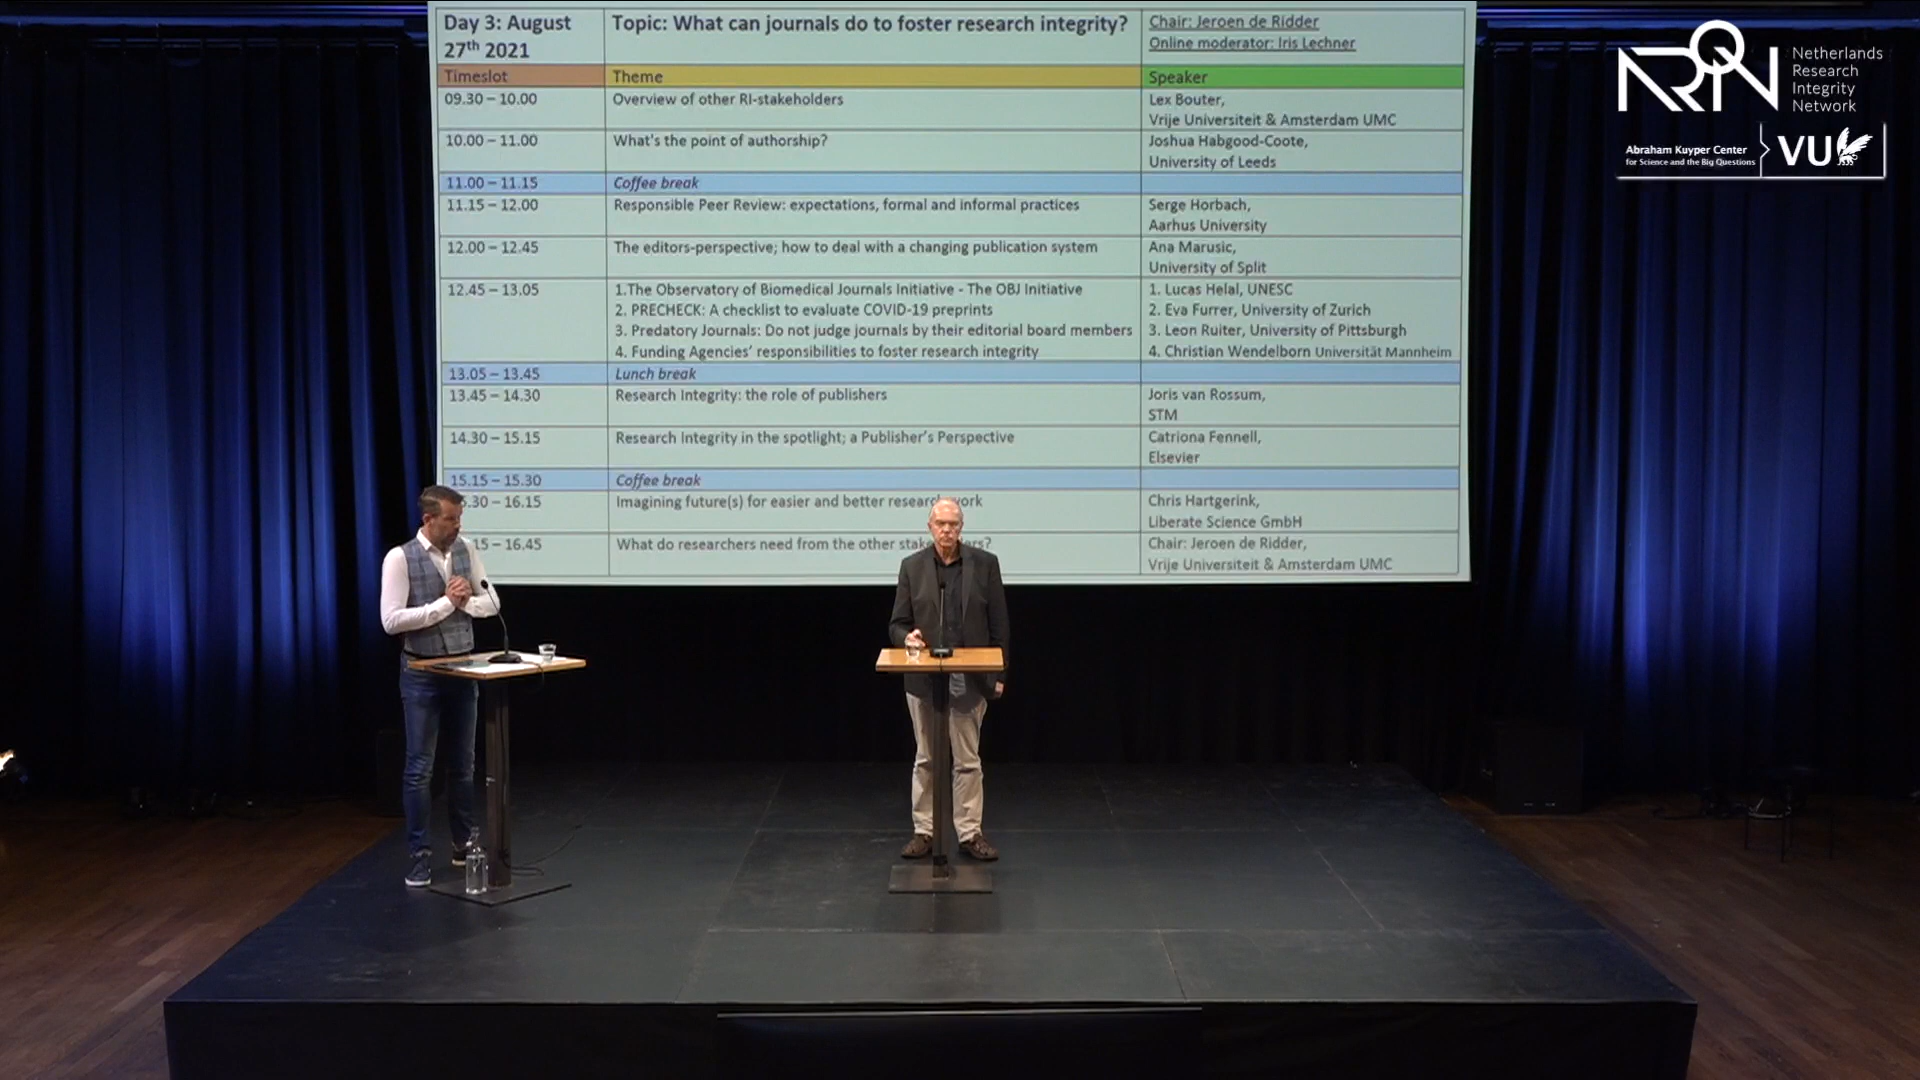 Day 3: August
27th 2021
Topic: What can journals do to foster research integrity?
Chair: Jeroen de Ridder
Online moderator: Iris Lechner
Timeslot
Theme
Speaker
09.30 – 10.00
Overview of other RI-stakeholders
Lex Bouter,
Vrije Universiteit & Amsterdam UMC
10.00 – 11.00
What's the point of authorship?
Joshua Habgood-Coote,
University of Leeds
11.00 – 11.15
Coffee break
11.15 – 12.00
Responsible Peer Review: expectations, formal and informal practices
Serge Horbach,
Aarhus University
12.00 – 12.45
The editors-perspective; how to deal with a changing publication system
Ana Marusic,
University of Split
12.45 – 13.05
1.The Observatory of Biomedical Journals Initiative - The OBJ Initiative
2. PRECHECK: A checklist to evaluate COVID-19 preprints
3. Predatory Journals: Do not judge journals by their editorial board members
4. Funding Agencies' responsibilities to foster research integrity
1. Lucas Helal, UNESC
2. Eva Furrer, University of Zurich
3. Leon Ruiter, University of Pittsburgh
4. Christian Wendelborn Universität Mannheim
13.05 – 13.45
Lunch break
13.45 – 14.30
Research Integrity: the role of publishers
Joris van Rossum,
STM
14.30 – 15.15
Research Integrity in the spotlight; a Publisher's Perspective
Catriona Fennell,
Elsevier
15.15 – 15.30
Coffee break
5.30 – 16.15
Imagining future(s) for easier and better research work
Chris Hartgerink,
Liberate Science GmbH
15 – 16.45
What do researchers need from the other stakeholders?
Chair: Jeroen de Ridder,
Vrije Universiteit & Amsterdam UMC
NRIN
Netherlands
Research
Integrity
Network
Abraham Kuyper Center
for Science and the Big Questions
VU